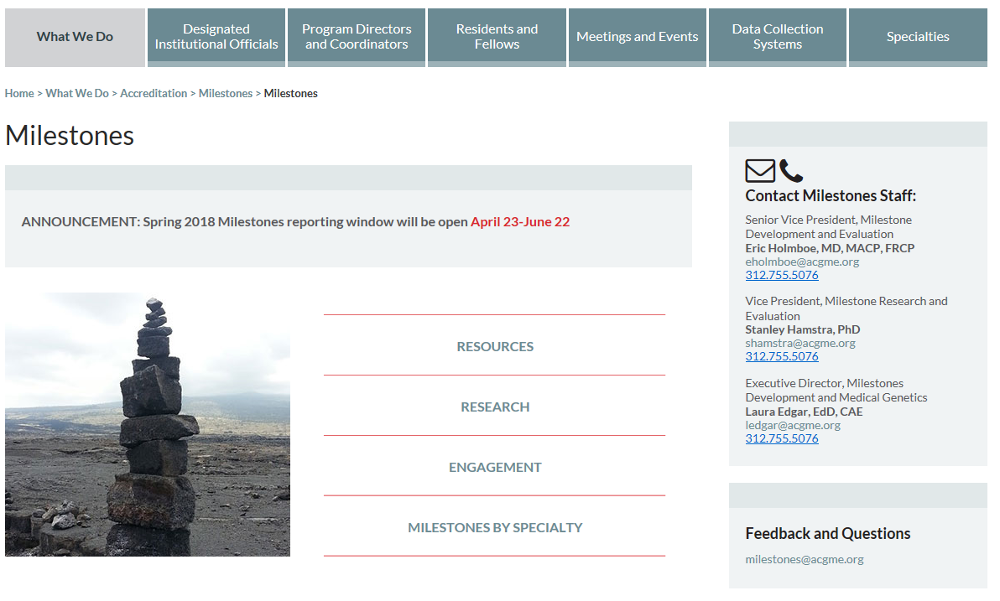 What We Do
Designated
Institutional Officials
Program Directors
and Coordinators
Residents and
Fellows
Meetings and Events
Data Collection
Systems
Specialties
Home > What We Do > Accreditation > Milestones > Milestones
Milestones
ANNOUNCEMENT: Spring 2018 Milestones reporting window will be open April 23-June 22
RESOURCES
RESEARCH
ENGAGEMENT
MILESTONES BY SPECIALTY
Contact Milestones Staff:
Senior Vice President, Milestone
Development and Evaluation
Eric Holmboe, MD, MACP, FRCP
eholmboe@acgme.org
312.755.5076
Vice President, Milestone Research and
Evaluation
Stanley Hamstra, PhD
shamstra@acgme.org
312.755.5076
Executive Director, Milestones
Development and Medical Genetics
Laura Edgar, EdD, CAE
ledgar@acgme.org
312.755.5076
Feedback and Questions
milestones@acgme.org